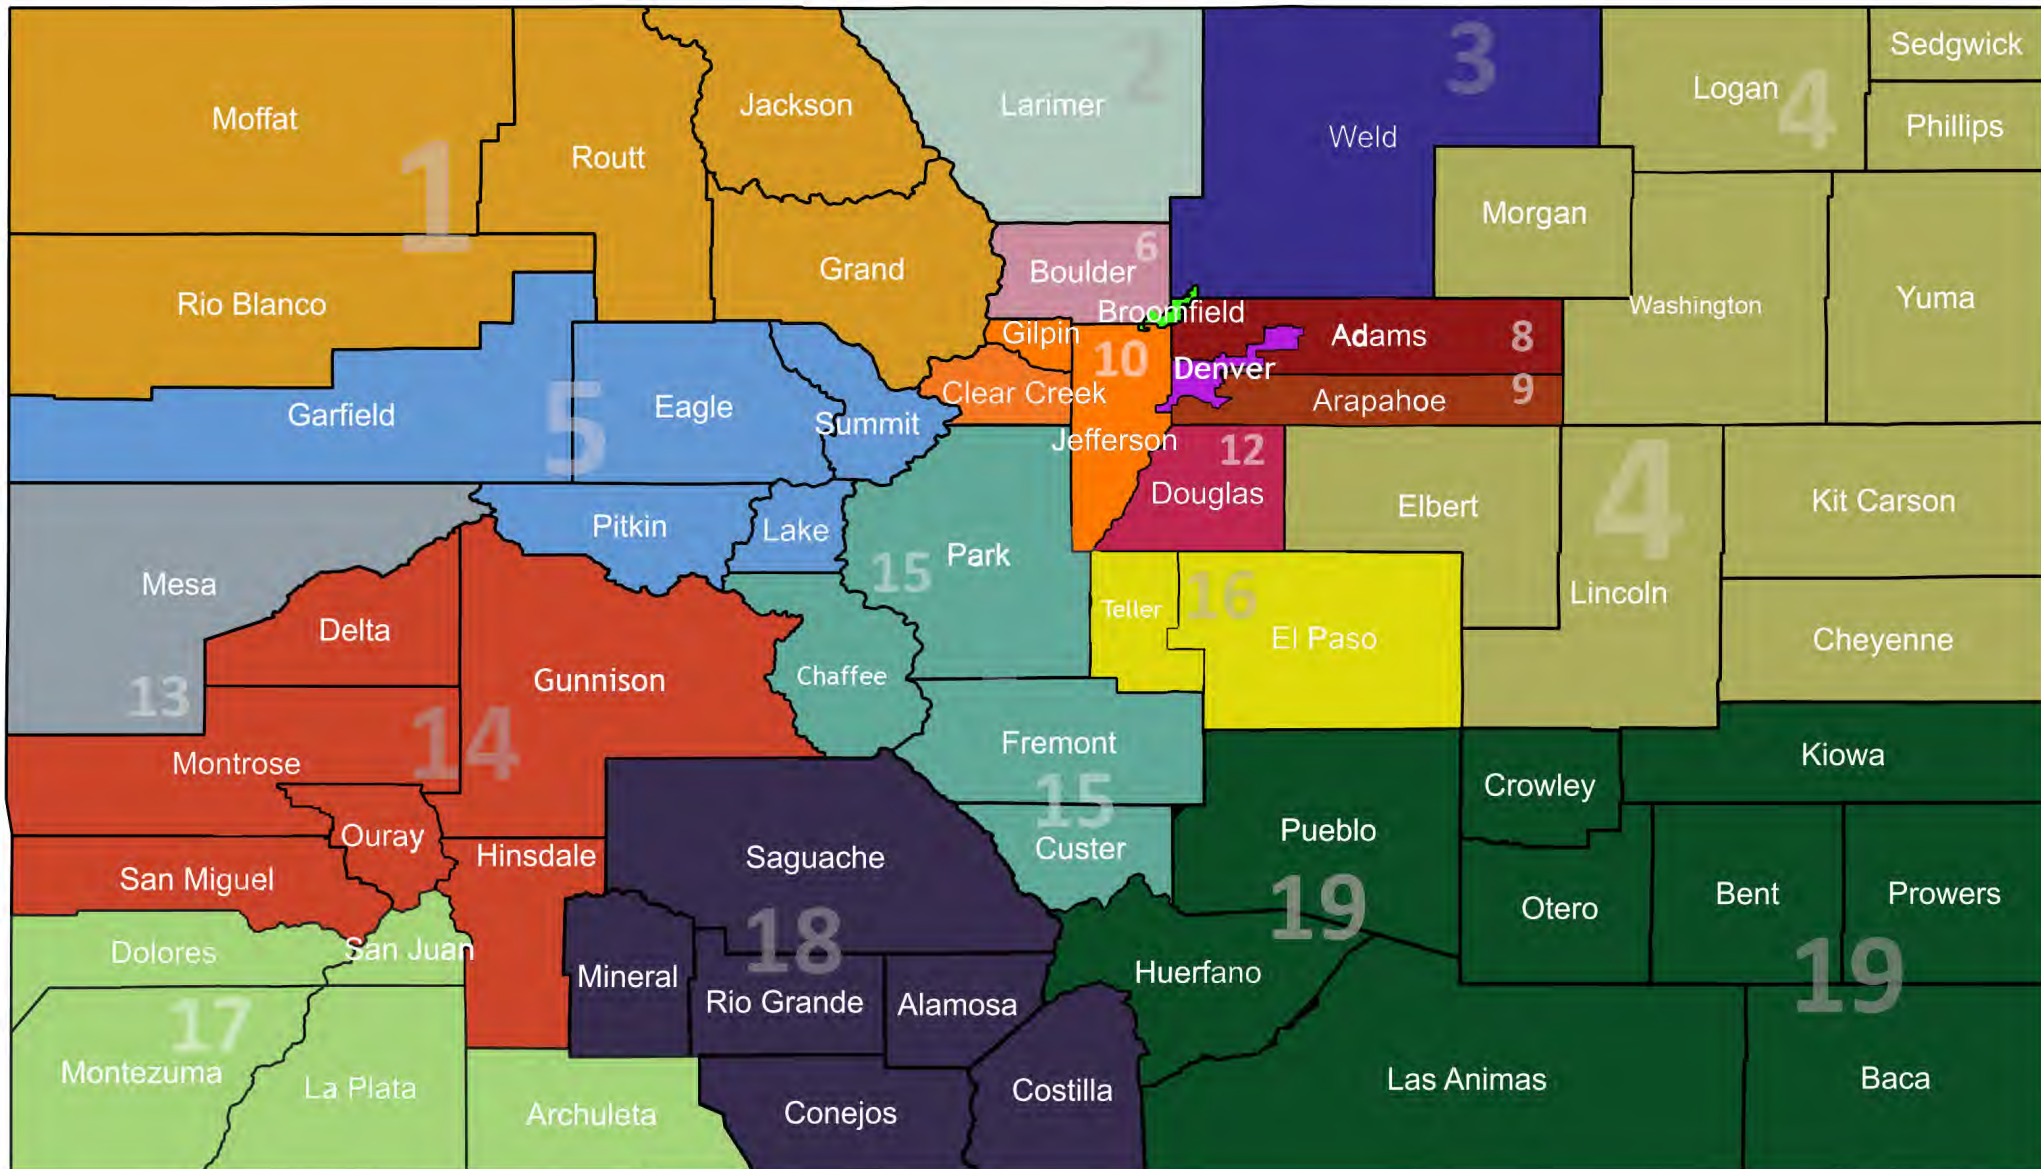 Sedgwick
3
2
Logan
4
Jackson
Larimer
Moffat
Phillips
Weld
Routt
1
Morgan
6
Grand
Boulder
Yuma
Rio Blanco
Broomfield
Washington
Gilpin
Adams
8
10
Denver
Clear Creek
9
Arapahoe
Eagle
Garfield
5
Summit
Jefferson
12
Douglas
4
Kit Carson
Elbert
Pitkin
Lake
Park
15
Mesa
Lincoln
16
Teller
Delta
El Paso
Cheyenne
Chaffee
Gunnison
13
14
Fremont
Kiowa
Montrose
Crowley
15
Pueblo
Ouray
Custer
Hinsdale
Saguache
San Miguel
Bent
Prowers
19
Otero
18
San Juan
Dolores
Huerfano
Mineral
19
Rio Grande
Alamosa
17
Montezuma
Las Animas
Baca
La Plata
Costilla
Archuleta
Conejos